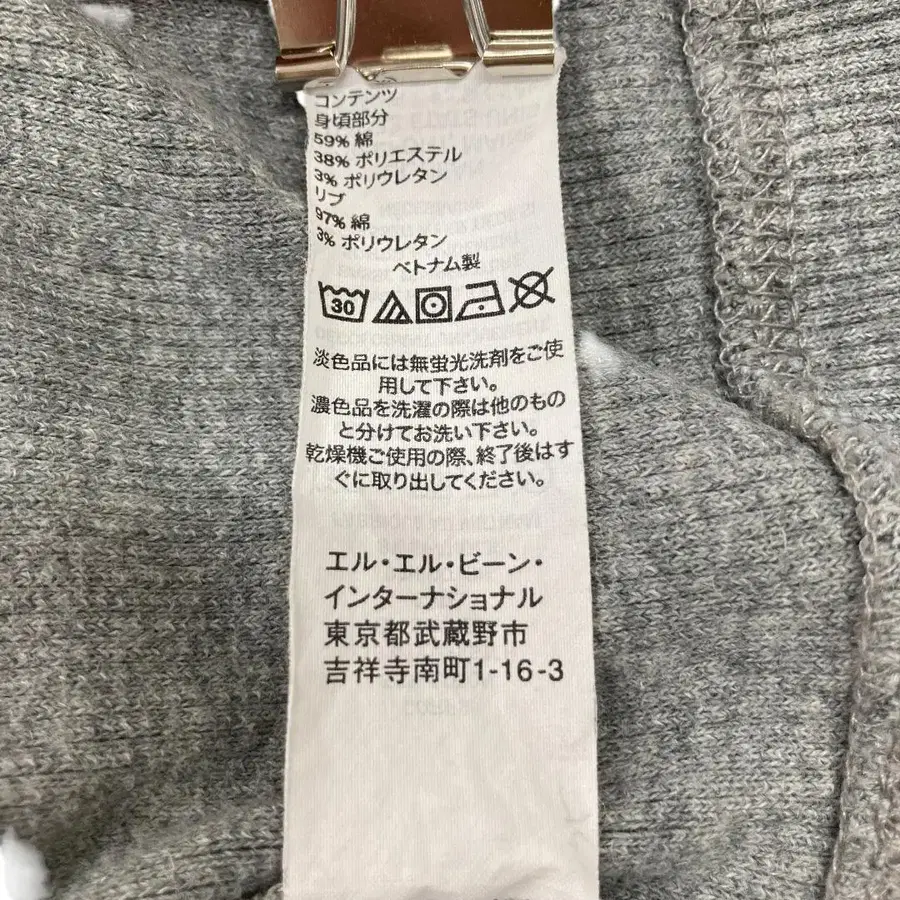 コンテンツ
身頃部分
59% 綿
38% ポリエステル
3% ポリウレタン
リブ
97% 綿
3% ポリウレタン
ベトナム製
30
淡色品には無蛍光洗剤をご使
用して下さい。
濃色品を洗濯の際は他のもの
と分けてお洗い下さい。
乾燥機ご使用の際、終了後はす
ぐに取り出してください。
エル・エル・ビーン・
インターナショナル
東京都武蔵野市
吉祥寺南町1-16-3